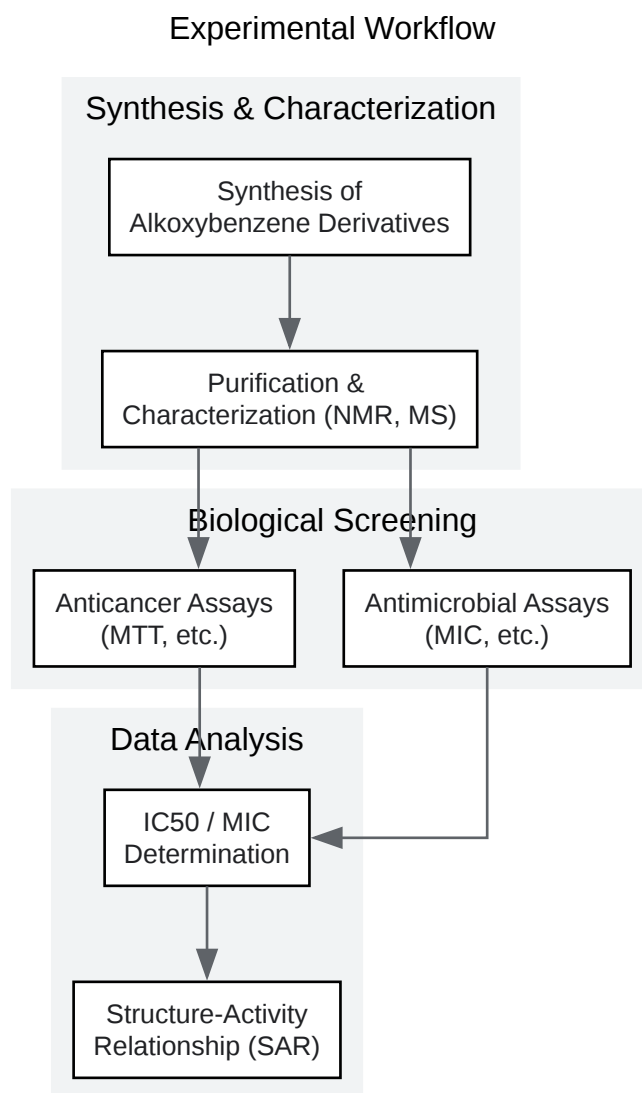 Experimental Workflow
Synthesis & Characterization
Synthesis of
Alkoxybenzene Derivatives
Purification &
Characterization (NMR, MS)
Biological Screening
Anticancer Assays
(MTT, etc.)
Antimicrobial Assays
(MIC, etc.)
Data Analysis
IC50 / MIC
Determination
Structure-Activity
Relationship (SAR)